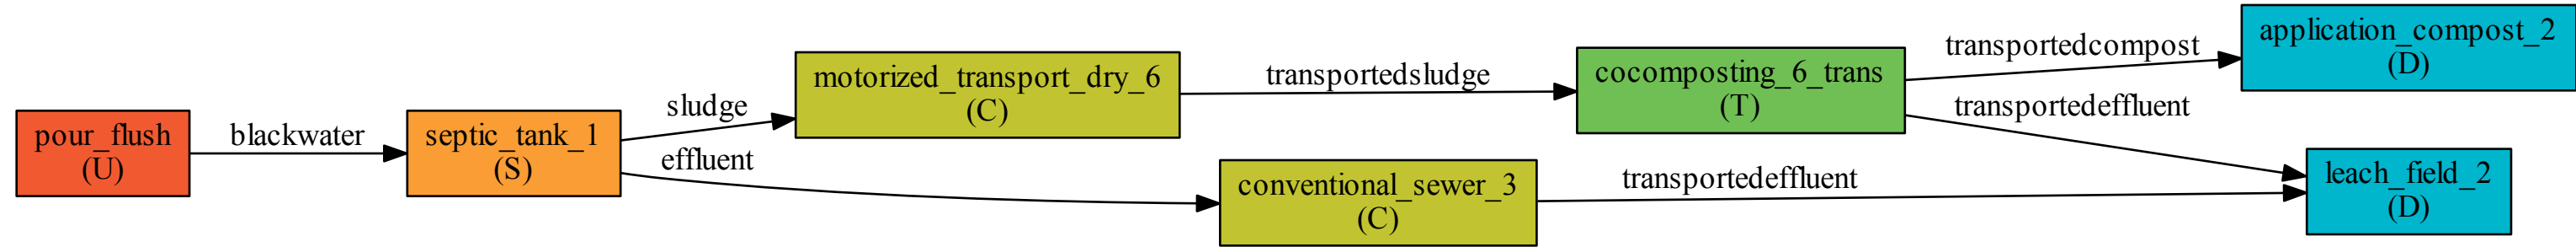 pour_flush
(U)
blackwater
septic_tank_1
(S)
sludge
effluent
motorized_transport_dry_6
(C)
transportedsludge
conventional_sewer_3
(C)
transportedeffluent
cocomposting_6_trans
(T)
transportedcompost
transportedeffluent
application_compost_2
(D)
leach_field_2
(D)